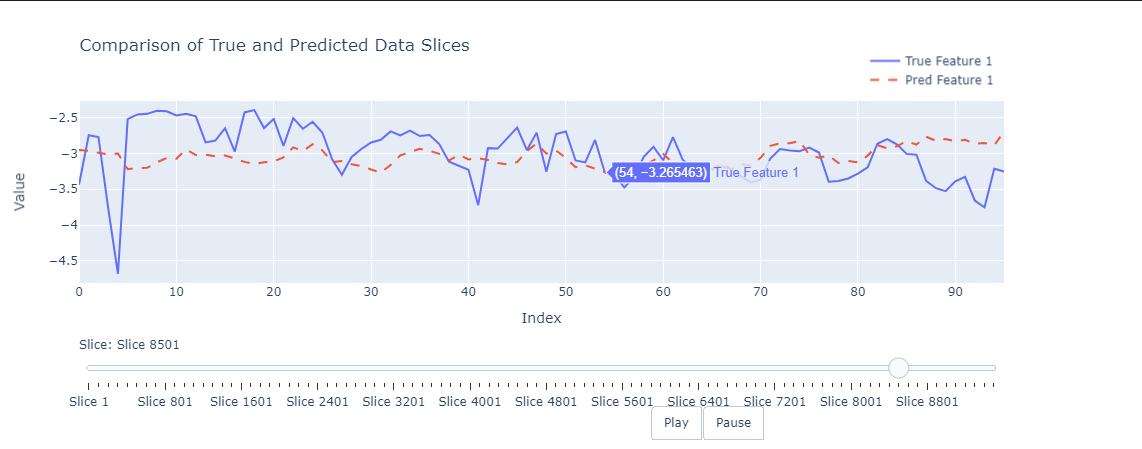 Comparison of True and Predicted Data Slices
True Feature 1
Pred Feature 1
−2.5
−3
−3.5
−4
−4.5
Value
(54, −3.265463) True Feature 1
0 10 20 30 40 50 60 70 80 90
Index
Slice: Slice 8501
Slice 1 Slice 801 Slice 1601 Slice 2401 Slice 3201 Slice 4001 Slice 4801 Slice 5601 Slice 6401 Slice 7201 Slice 8001 Slice 8801
Play Pause